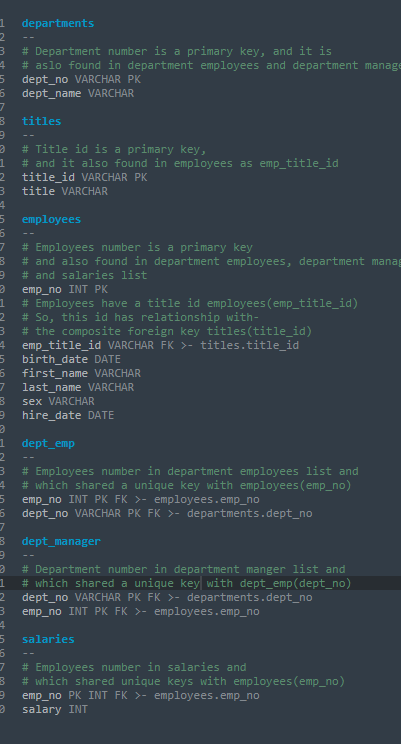 1 departments
2 --
3 # Department number is a primary key, and it is
4 # aslo found in department employees and department manage
5 dept_no VARCHAR PK
6 dept_name VARCHAR
7
8 titles
9 --
0 # Title id is a primary key,
1 # and it also found in employees as emp_title_id
2 title_id VARCHAR PK
3 title VARCHAR
4
5 employees
6 --
7 # Employees number is a primary key
8 # and also found in department employees, department manag
9 # and salaries list
0 emp_no INT PK
1 # Employees have a title id employees(emp_title_id)
2 # So, this id has relationship with-
3 # the composite foreign key titles(title_id)
4 emp_title_id VARCHAR FK >- titles.title_id
5 birth_date DATE
6 first_name VARCHAR
7 last_name VARCHAR
8 sex VARCHAR
9 hire_date DATE
0
1 dept_emp
2 --
3 # Employees number in department employees list and
4 # which shared a unique key with employees(emp_no)
5 emp_no INT PK FK >- employees.emp_no
6 dept_no VARCHAR PK FK >- departments.dept_no
7
8 dept_manager
9 --
0 # Department number in department manger list and
1 # which shared a unique key with dept_emp(dept_no)
2 dept_no VARCHAR PK FK >- departments.dept_no
3 emp_no INT PK FK >- employees.emp_no
4
5 salaries
6 --
7 # Employees number in salaries and
8 # which shared unique keys with employees(emp_no)
9 emp_no PK INT FK >- employees.emp_no
0 salary INT